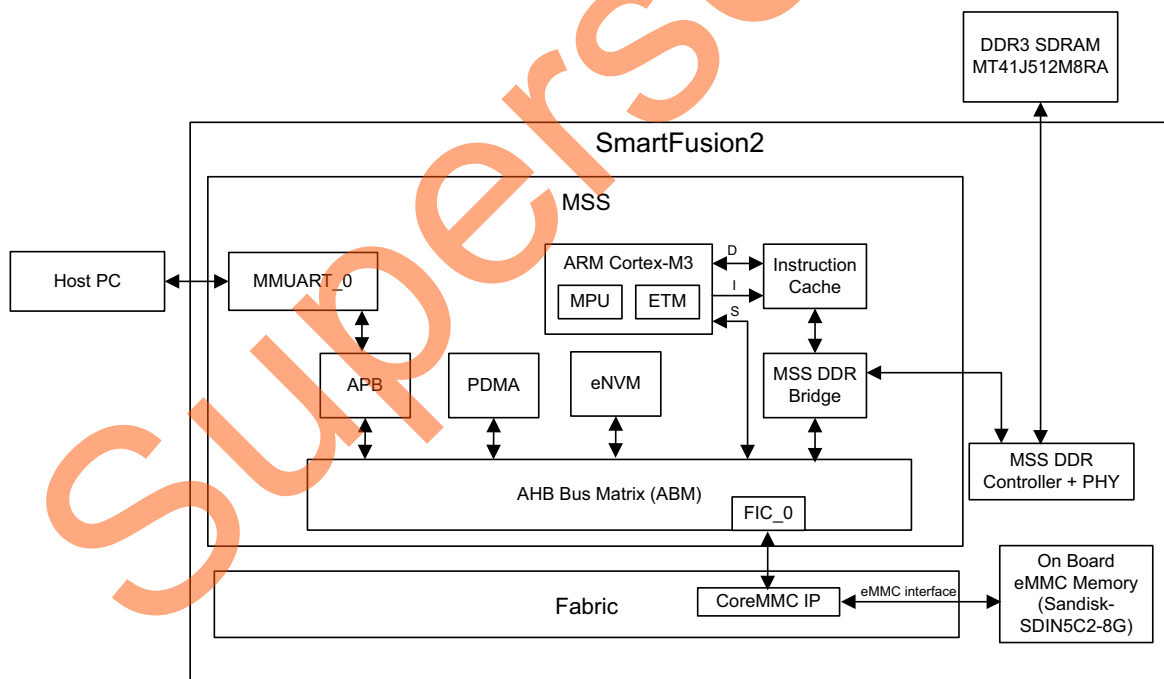 DDR3 SDRAM
MT41J512M8RA
SmartFusion2
MSS
Host PC
MMUART_0
ARM Cortex-M3
MPU
ETM
D
I
S
Instruction
Cache
APB
PDMA
eNVM
MSS DDR
Bridge
AHB Bus Matrix (ABM)
FIC_0
MSS DDR
Controller + PHY
Fabric
CoreMMC IP
eMMC interface
On Board
eMMC Memory
(Sandisk-
SDIN5C2-8G)
Superse